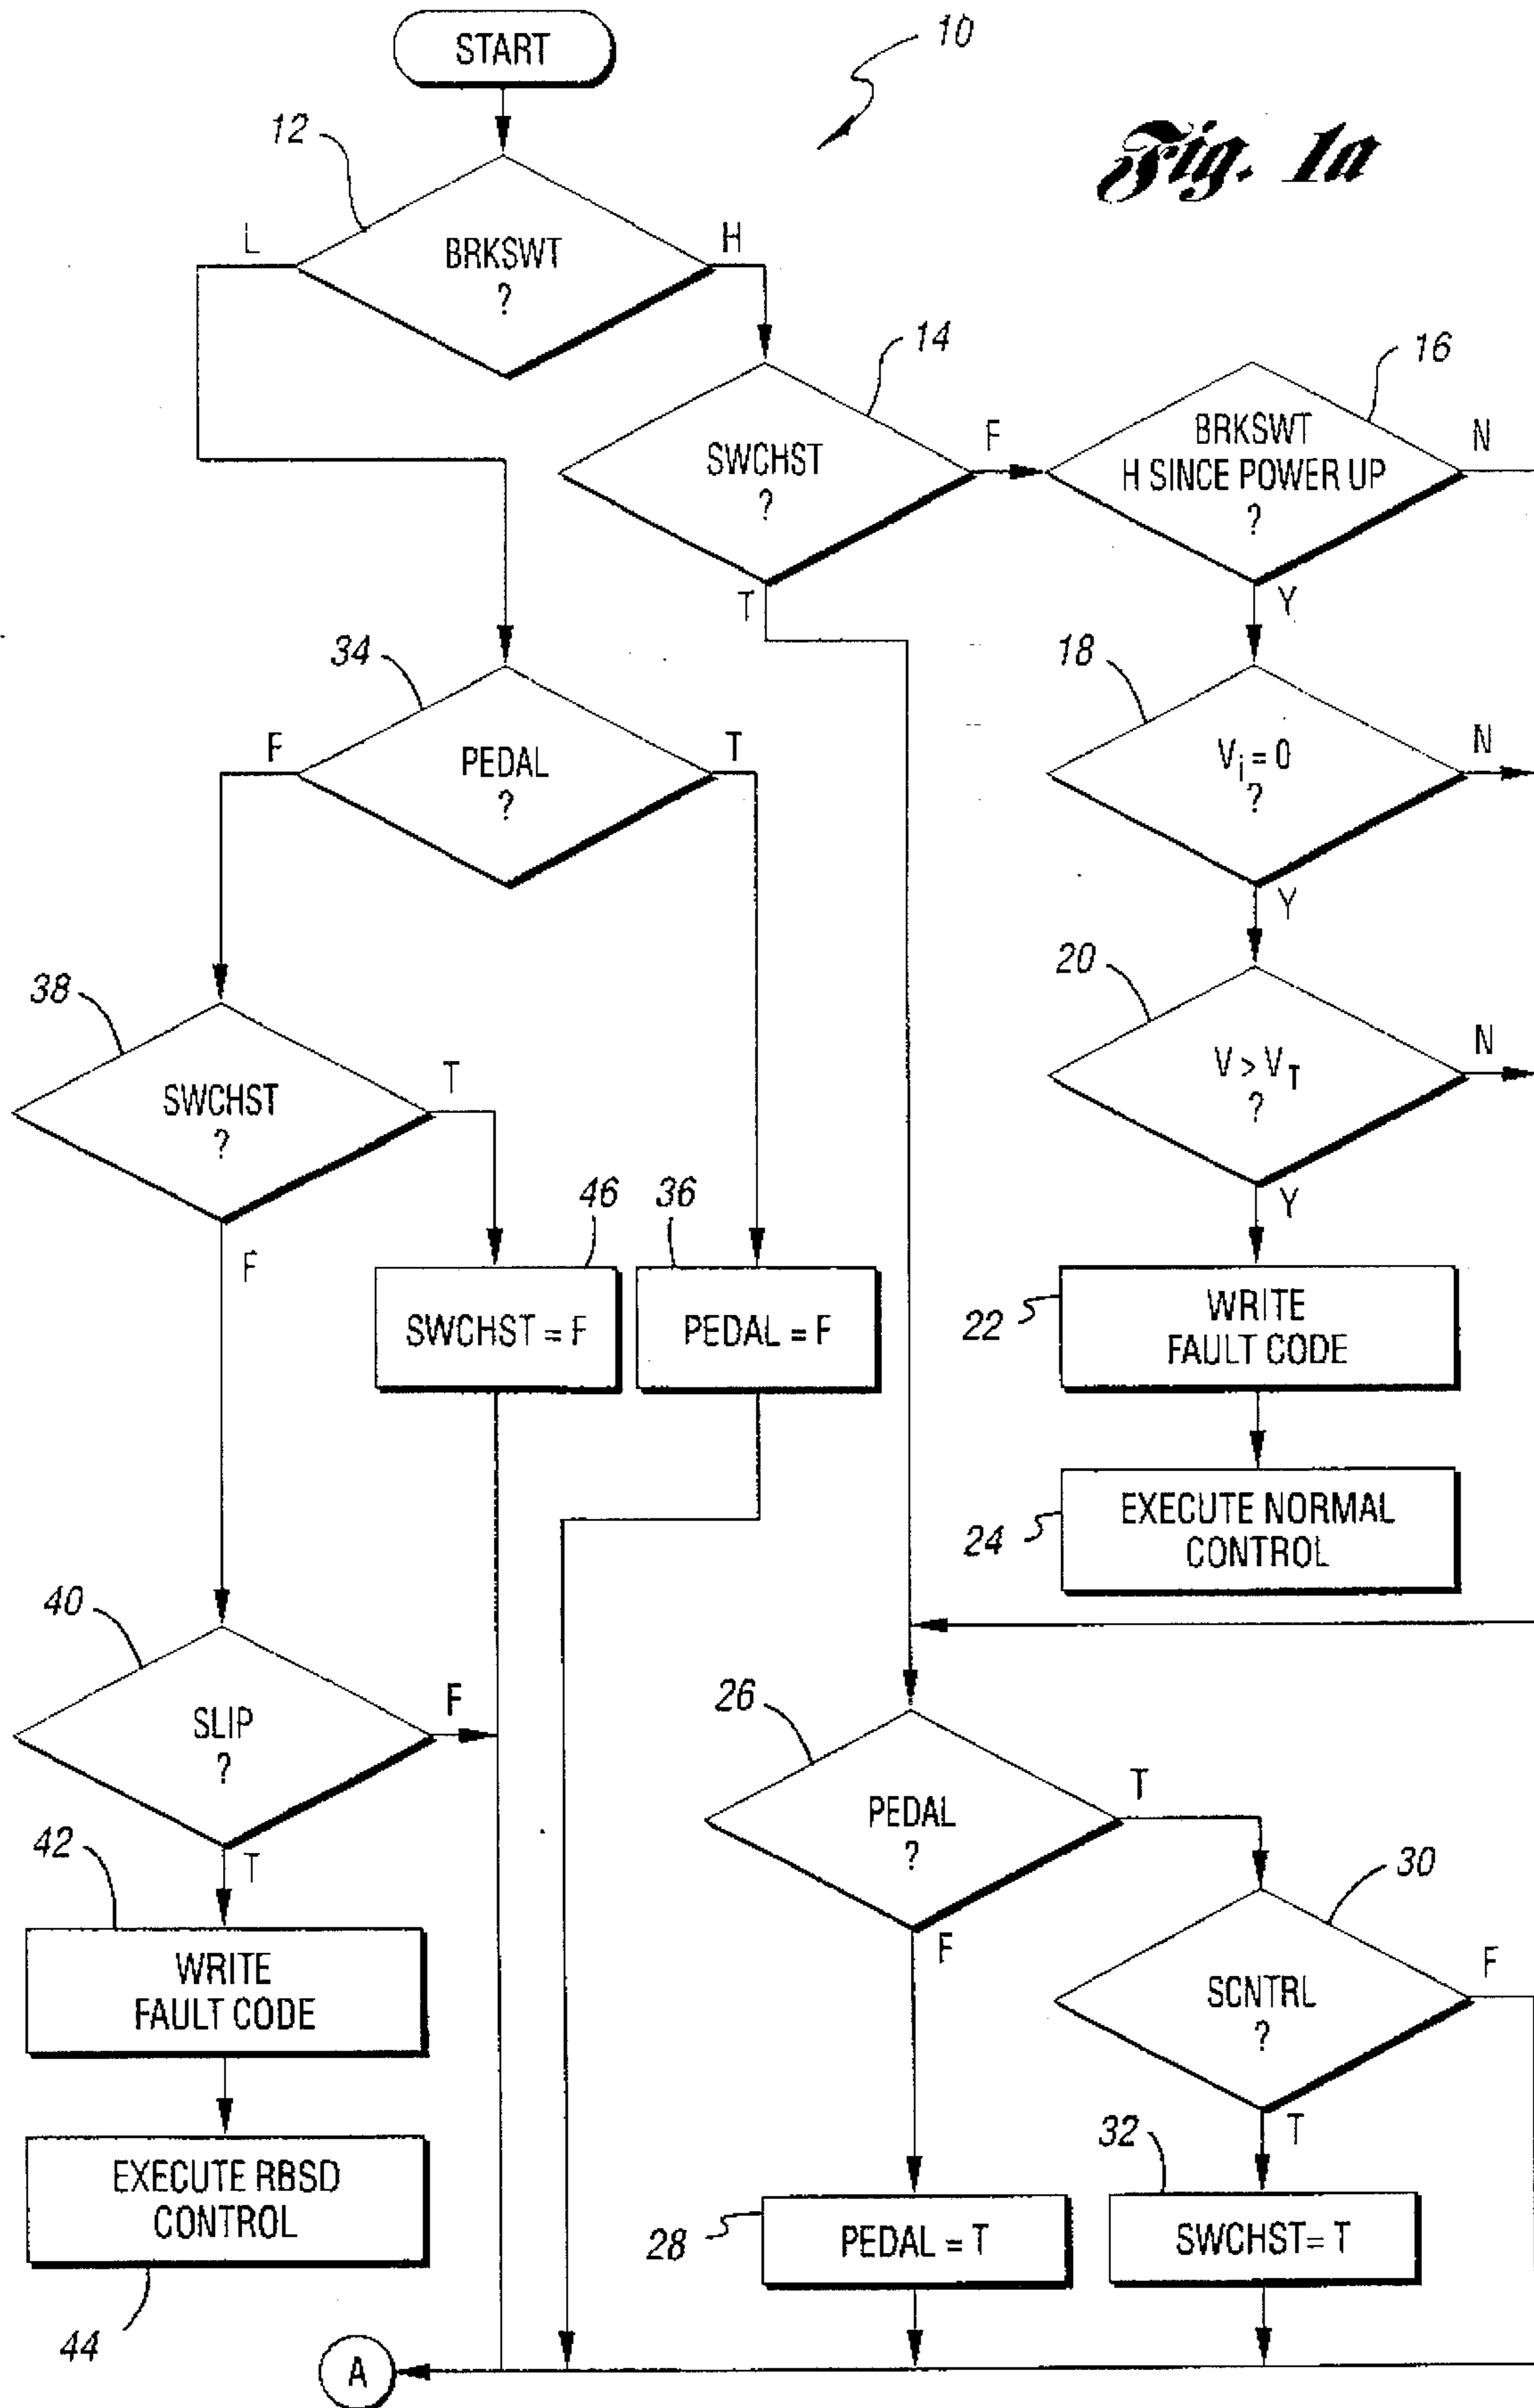 START
10
Fig. 1a
12
L
BRKSWT
?
H
14
SWCHST
?
F
T
16
BRKSWT
H SINCE POWER UP
?
N
Y
18
Vi = 0
?
N
Y
34
F
PEDAL
?
T
20
V > VT
?
N
Y
38
SWCHST
?
T
F
46
SWCHST = F
36
PEDAL = F
22
WRITE
FAULT CODE
24
EXECUTE NORMAL
CONTROL
40
SLIP
?
F
T
26
PEDAL
?
T
F
30
SCNTRL
?
F
T
42
WRITE
FAULT CODE
EXECUTE RBSD
CONTROL
44
28
PEDAL = T
32
SWCHST= T
A